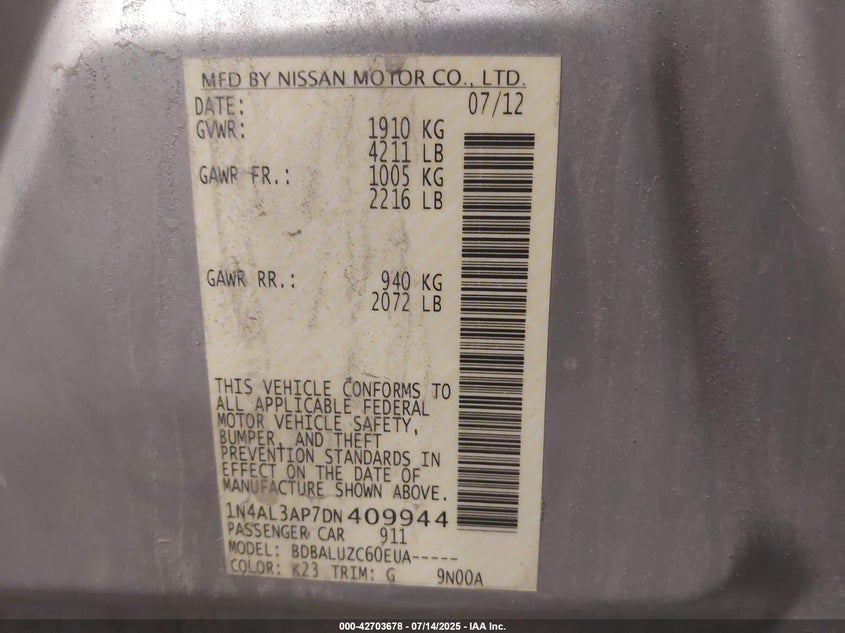 MFD BY NISSAN MOTOR CO., LTD.
DATE: 07/12
GVWR: 1910 KG
4211 LB
GAWR FR.: 1005 KG
2216 LB
GAWR RR.: 940 KG
2072 LB
THIS VEHICLE CONFORMS TO
ALL APPLICABLE FEDERAL
MOTOR VEHICLE SAFETY,
BUMPER, AND THEFT
PREVENTION STANDARDS IN
EFFECT ON THE DATE OF
MANUFACTURE SHOWN ABOVE.
1N4AL3AP7DN409944
PASSENGER CAR 911
MODEL: BDBALUZC60EUA-----
COLOR: K23 TRIM: G 9N00A
000-42703678 - 07/14/2025 - IAA Inc.